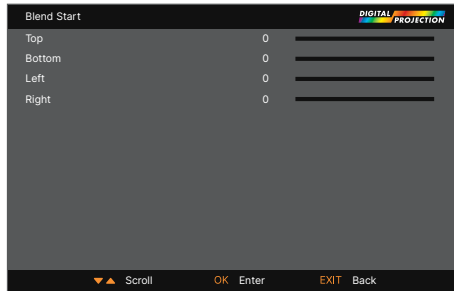 Blend Start
DIGITAL PROJECTION
Top 0
Bottom 0
Left 0
Right 0
Scroll OK Enter EXIT Back